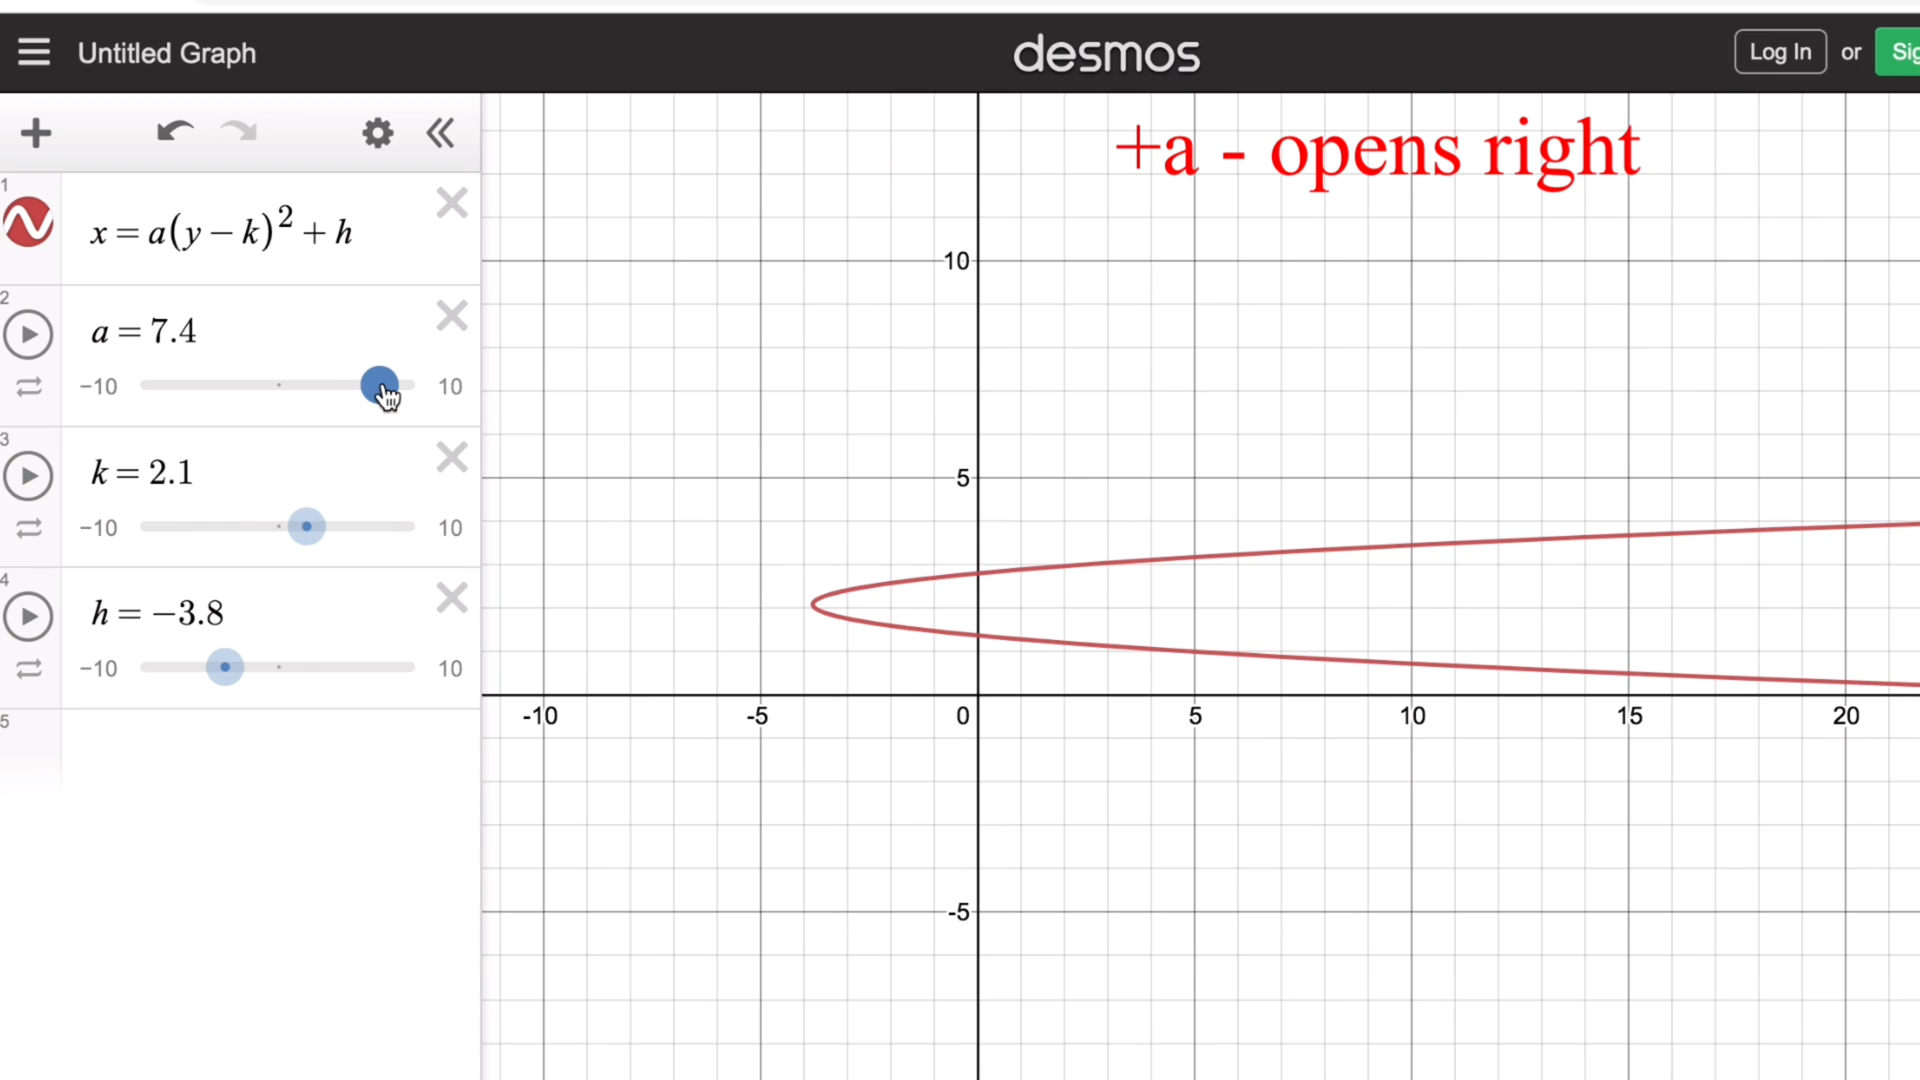 Untitled Graph
desmos
Log In or Sig
+a - opens right
1
x = a(y − k)² + h
2
a = 7.4
−10 10
3
k = 2.1
−10 10
4
h = −3.8
−10 10
5
10
5
-10 -5 0 5 10 15 20
-5